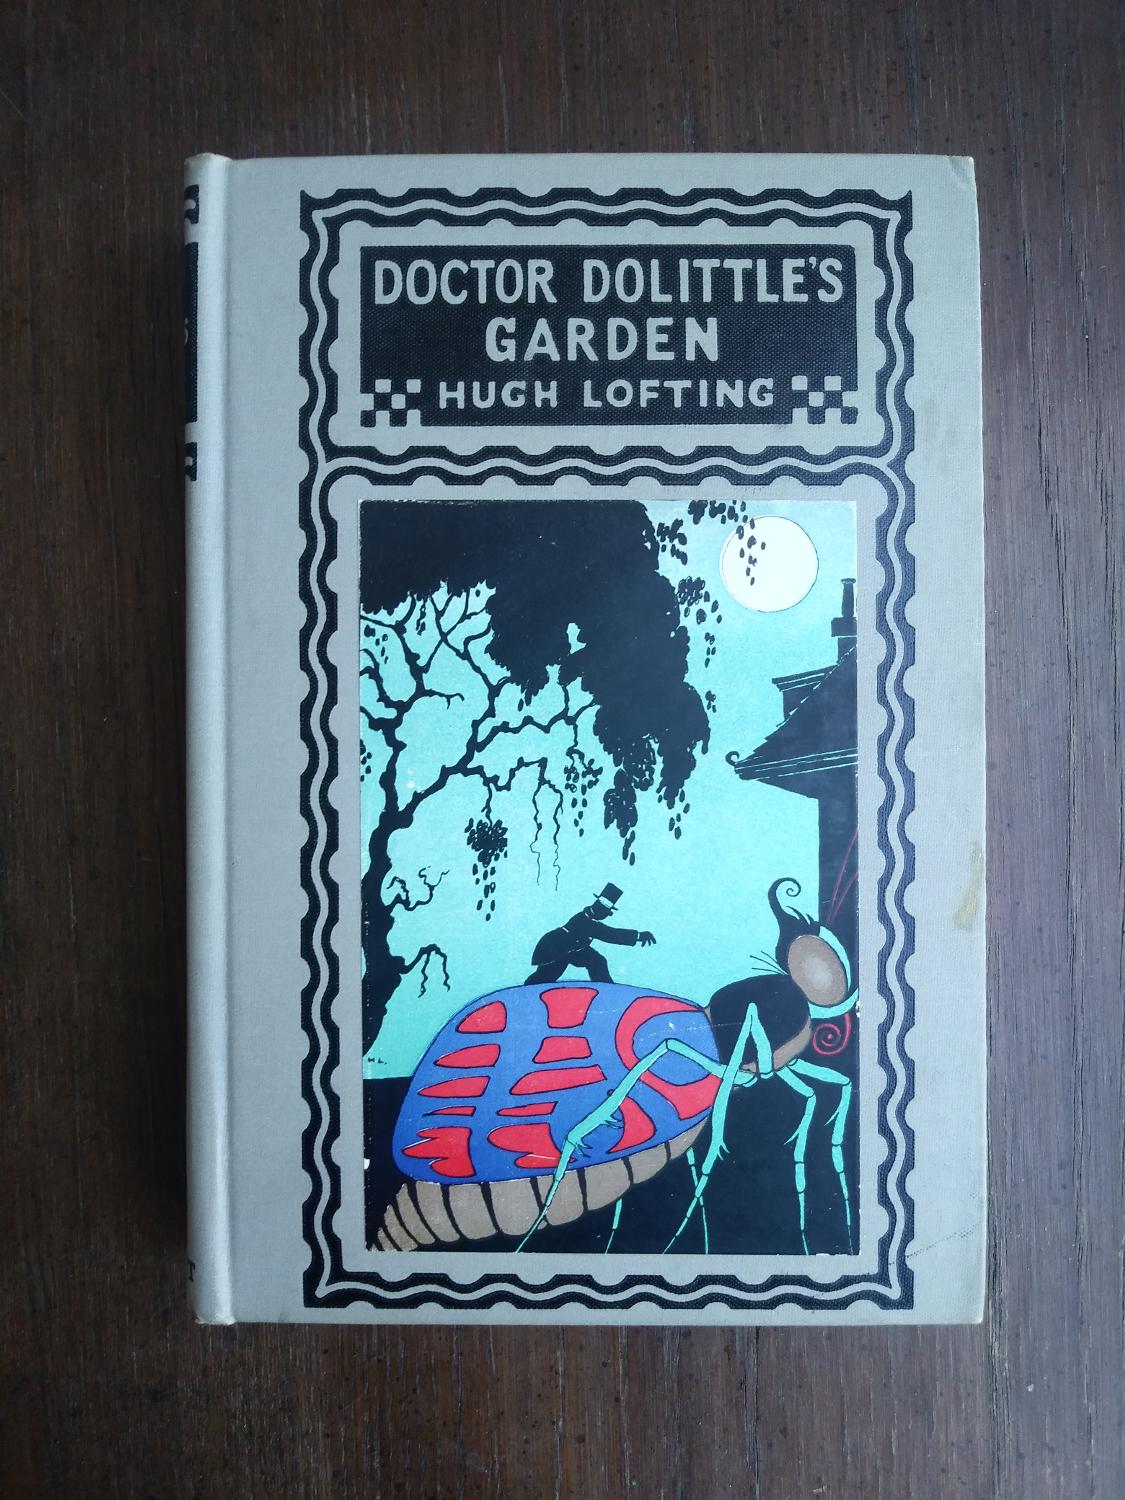 DOCTOR DOLITTLE'S
GARDEN
HUGH LOFTING
H L.